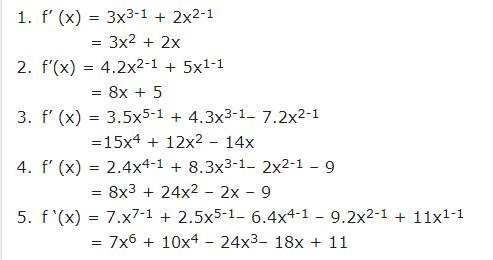 1. f' (x) = 3x³⁻¹ + 2x²⁻¹
= 3x² + 2x
2. f'(x) = 4.2x²⁻¹ + 5x¹⁻¹
= 8x + 5
3. f' (x) = 3.5x⁵⁻¹ + 4.3x³⁻¹– 7.2x²⁻¹
=15x⁴ + 12x² – 14x
4. f' (x) = 2.4x⁴⁻¹ + 8.3x³⁻¹– 2x²⁻¹ – 9
= 8x³ + 24x² – 2x – 9
5. f ‘(x) = 7.x⁷⁻¹ + 2.5x⁵⁻¹– 6.4x⁴⁻¹ – 9.2x²⁻¹ + 11x¹⁻¹
= 7x⁶ + 10x⁴ – 24x³– 18x + 11